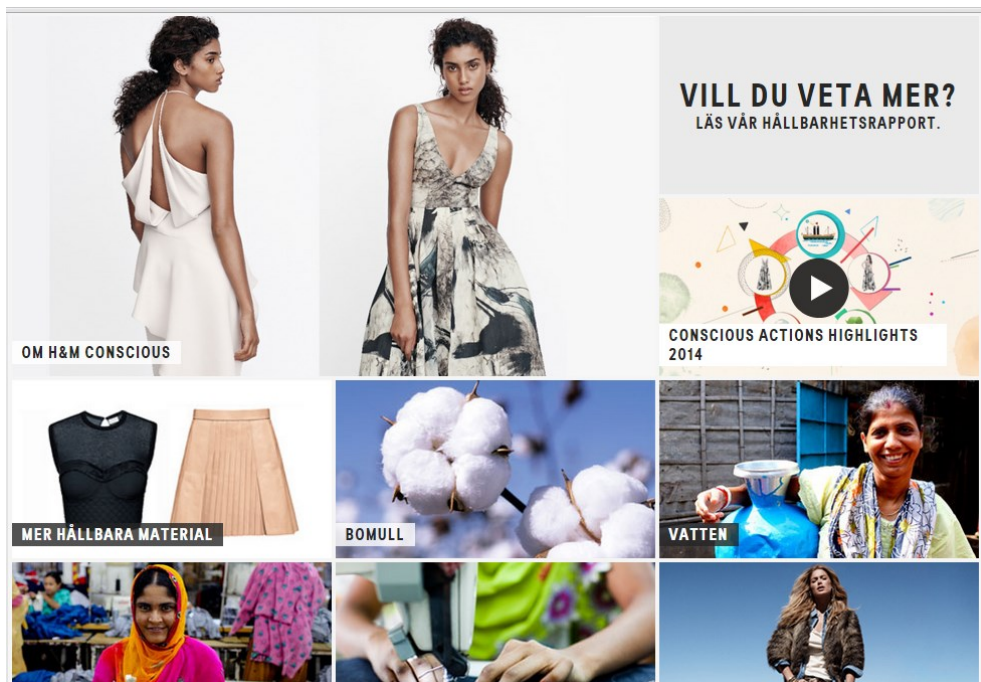 VILL DU VETA MER?
LÄS VÅR HÅLLBARHETSRAPPORT.
OM H&M CONSCIOUS
CONSCIOUS ACTIONS HIGHLIGHTS
2014
MER HÅLLBARA MATERIAL
BOMULL
VATTEN